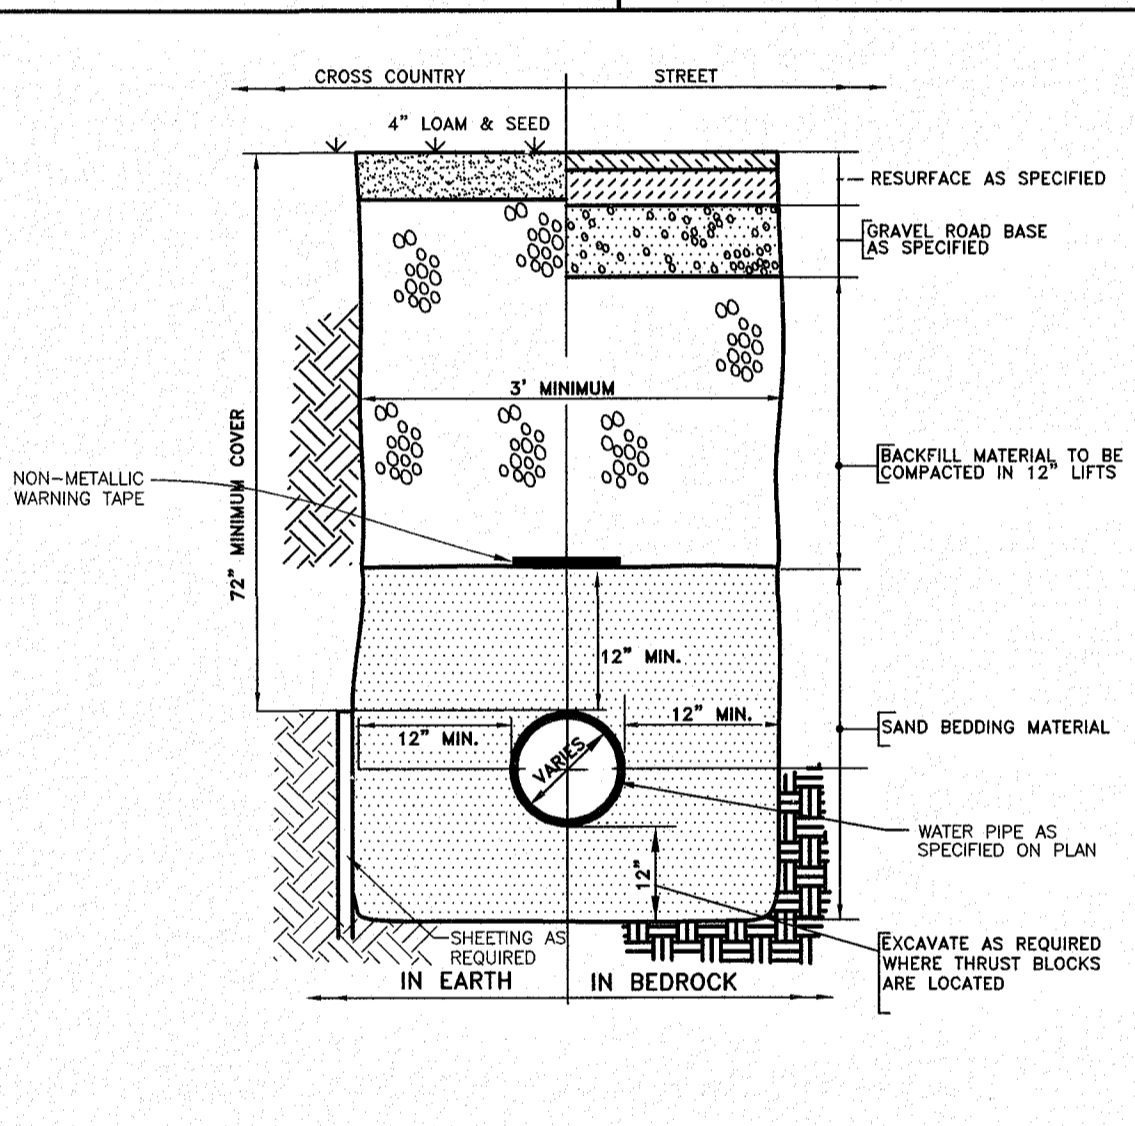 CROSS COUNTRY
STREET
4" LOAM & SEED
RESURFACE AS SPECIFIED
GRAVEL ROAD BASE
AS SPECIFIED
3' MINIMUM
72" MINIMUM COVER
BACKFILL MATERIAL TO BE
COMPACTED IN 12" LIFTS
NON-METALLIC
WARNING TAPE
12" MIN.
12" MIN.
12" MIN.
SAND BEDDING MATERIAL
VARIES
WATER PIPE AS
SPECIFIED ON PLAN
12"
SHEETING AS
REQUIRED
EXCAVATE AS REQUIRED
WHERE THRUST BLOCKS
ARE LOCATED
IN EARTH
IN BEDROCK